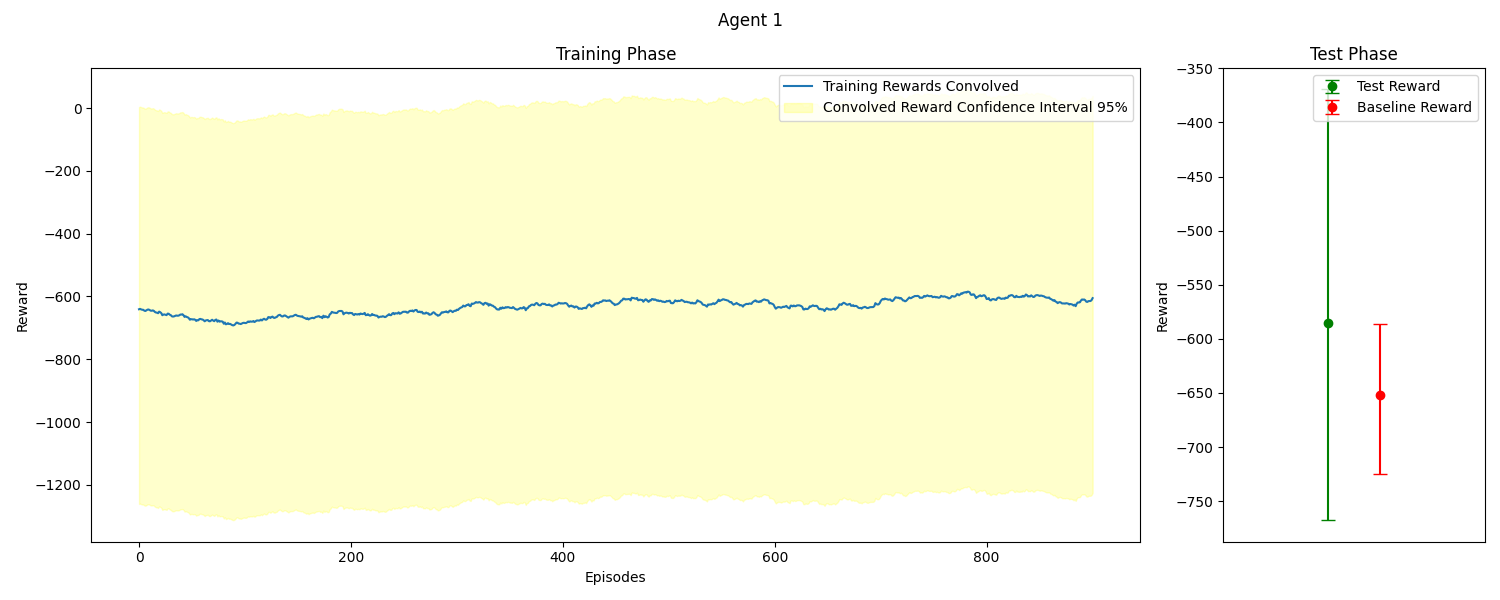 Agent 1
Training Phase
Training Rewards Convolved
Convolved Reward Confidence Interval 95%
0
−200
−400
−600
−800
−1000
−1200
Reward
0
200
400
600
800
Episodes
Test Phase
Test Reward
Baseline Reward
−350
−400
−450
−500
−550
−600
−650
−700
−750
Reward